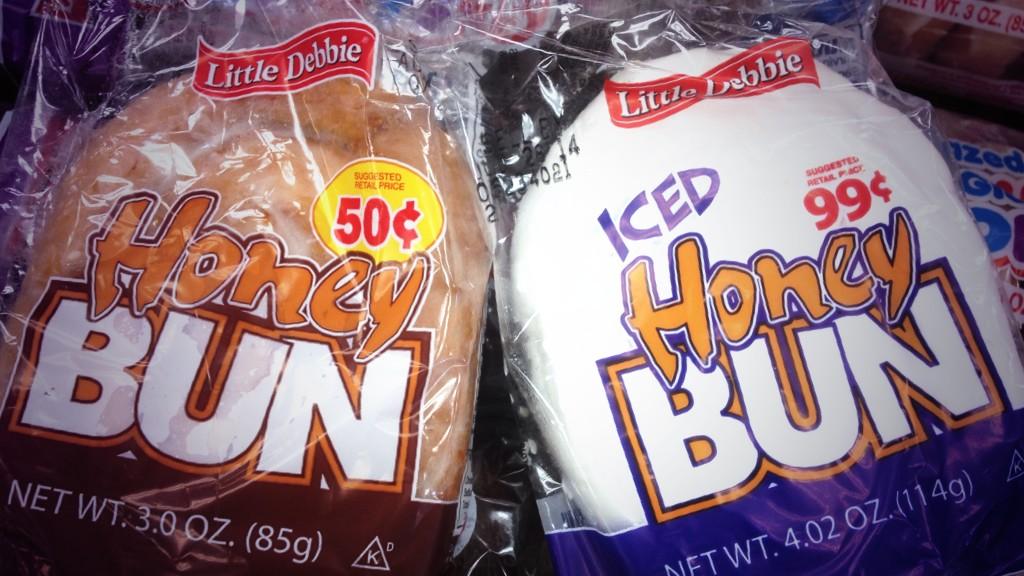 Little Debbie
SUGGESTED
RETAIL PRICE
50¢
Honey
BUN
NET WT. 3.0 OZ. (85g)
K D
Little Debbie
ICED
SUGGESTED
RETAIL PRICE
99¢
Honey
BUN
NET WT. 4.02 OZ. (114g)
K
WT. 3 OZ. (85